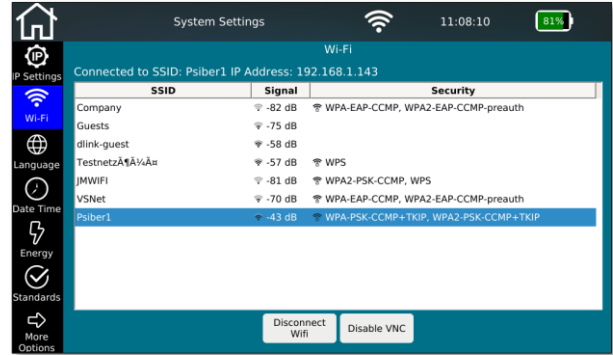 System Settings 11:08:10 81%
Wi-Fi
Connected to SSID: Psiber1 IP Address: 192.168.1.143
SSID Signal Security
Company -82 dB WPA-EAP-CCMP, WPA2-EAP-CCMP-preauth
Guests -75 dB
dlink-guest -58 dB
TestnetzÃ¶Ã¼Ã¤ -57 dB WPS
JMWIFI -81 dB WPA2-PSK-CCMP, WPS
VSNet -70 dB WPA-EAP-CCMP, WPA2-EAP-CCMP-preauth
Psiber1 -43 dB WPA-PSK-CCMP+TKIP, WPA2-PSK-CCMP+TKIP
IP
IP Settings
Wi-Fi
Language
Date Time
Energy
Standards
More
Options
Disconnect
Wifi
Disable VNC